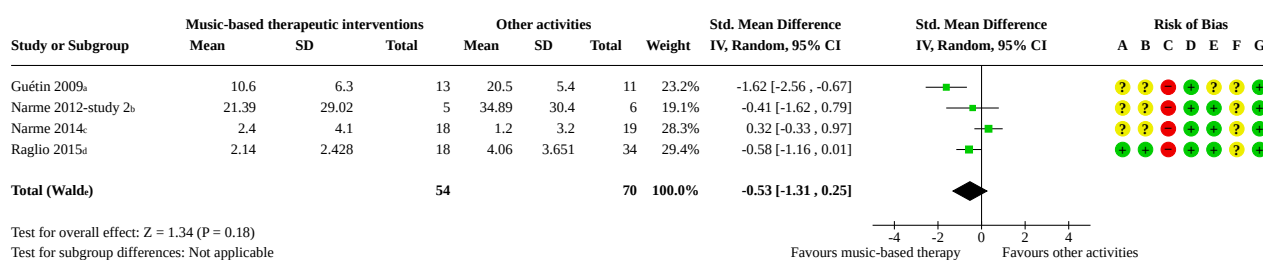 Music-based therapeutic interventions Other activities Std. Mean Difference Std. Mean Difference Risk of Bias
Study or Subgroup Mean SD Total Mean SD Total Weight IV, Random, 95% CI IV, Random, 95% CI A B C D E F G
Guétin 2009a 10.6 6.3 13 20.5 5.4 11 23.2% -1.62 [-2.56 , -0.67] ? ? − + ? ? +
Narme 2012-study 2b 21.39 29.02 5 34.89 30.4 6 19.1% -0.41 [-1.62 , 0.79] ? ? − + + ? +
Narme 2014c 2.4 4.1 18 1.2 3.2 19 28.3% 0.32 [-0.33 , 0.97] ? ? − + + ? +
Raglio 2015d 2.14 2.428 18 4.06 3.651 34 29.4% -0.58 [-1.16 , 0.01] + + − + + ? +
Total (Walde) 54 70 100.0% -0.53 [-1.31 , 0.25]
Test for overall effect: Z = 1.34 (P = 0.18)
-4 -2 0 2 4
Test for subgroup differences: Not applicable
Favours music-based therapy Favours other activities